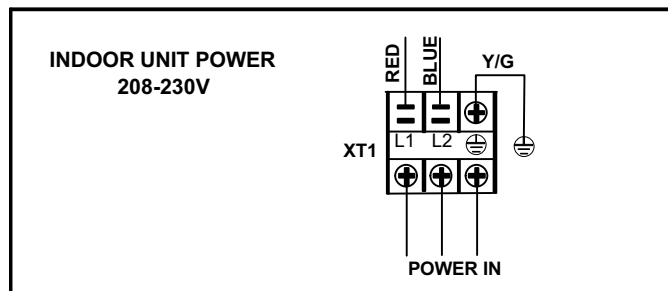 INDOOR UNIT POWER
208-230V
RED
BLUE
Y/G
XT1
L1 L2
POWER IN